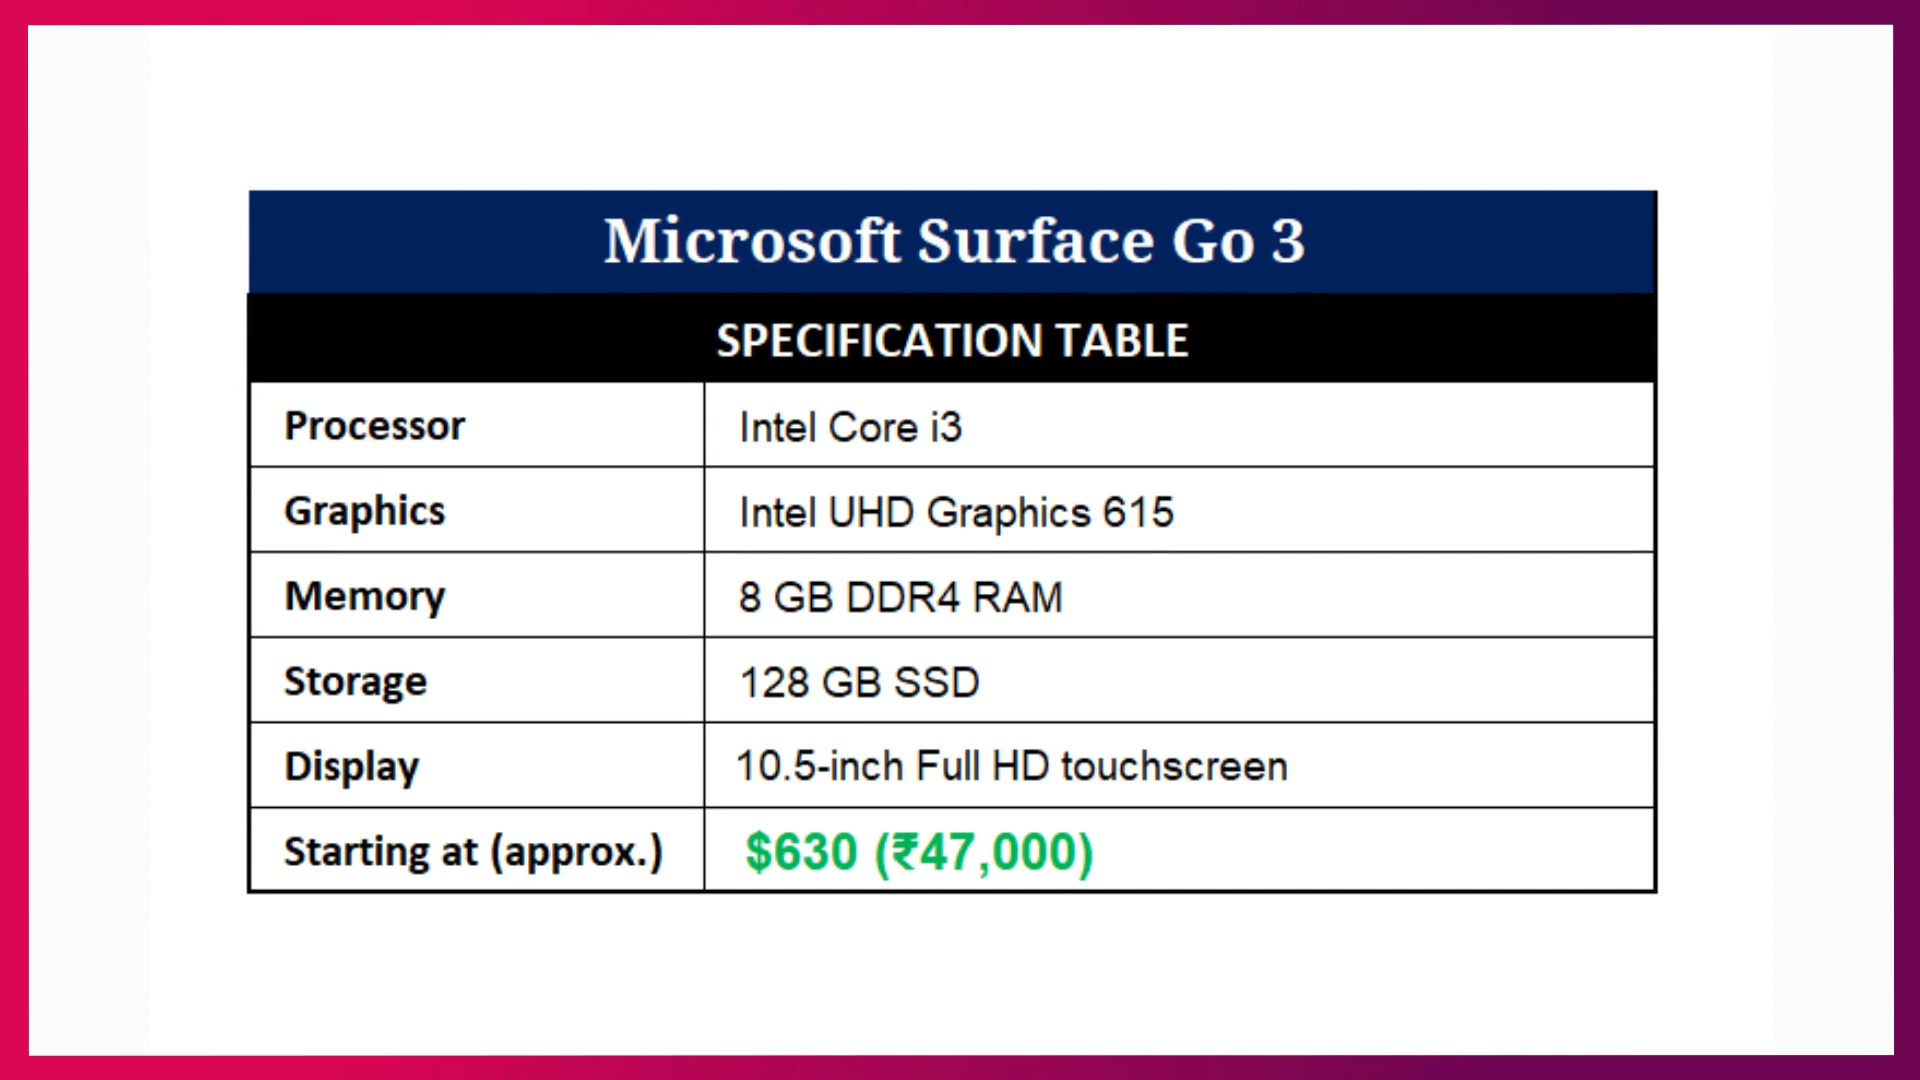 Microsoft Surface Go 3
SPECIFICATION TABLE
Processor Intel Core i3
Graphics Intel UHD Graphics 615
Memory 8 GB DDR4 RAM
Storage 128 GB SSD
Display 10.5-inch Full HD touchscreen
Starting at (approx.) $630 (₹47,000)